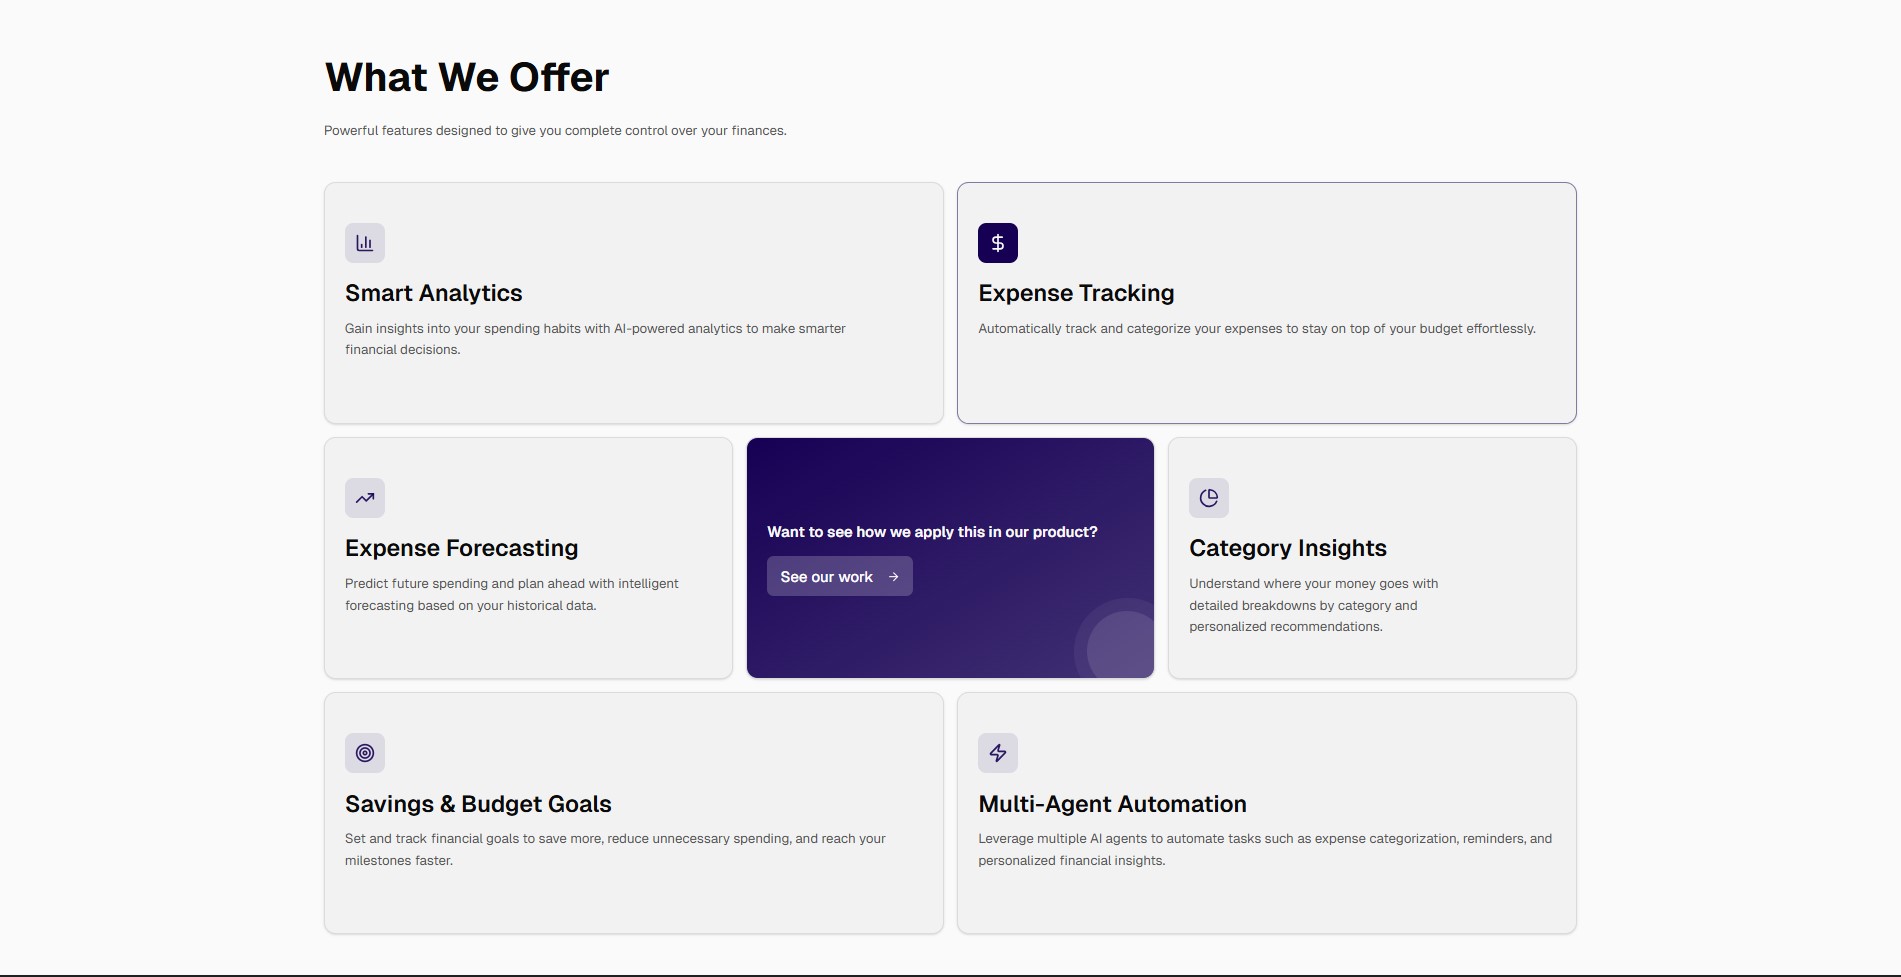 What We Offer
Powerful features designed to give you complete control over your finances.
Smart Analytics
Gain insights into your spending habits with AI-powered analytics to make smarter
financial decisions.
Expense Tracking
Automatically track and categorize your expenses to stay on top of your budget effortlessly.
Expense Forecasting
Predict future spending and plan ahead with intelligent
forecasting based on your historical data.
Want to see how we apply this in our product?
See our work
Category Insights
Understand where your money goes with
detailed breakdowns by category and
personalized recommendations.
Savings & Budget Goals
Set and track financial goals to save more, reduce unnecessary spending, and reach your
milestones faster.
Multi-Agent Automation
Leverage multiple AI agents to automate tasks such as expense categorization, reminders, and
personalized financial insights.